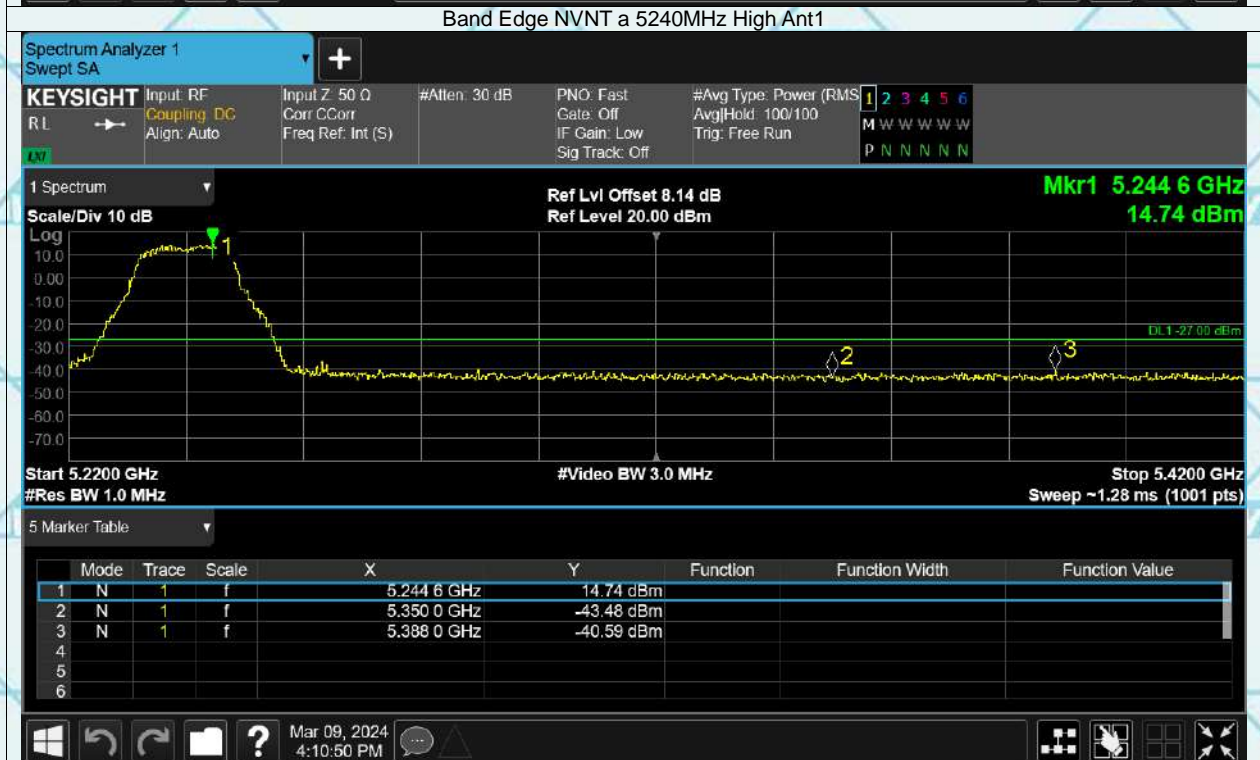 Band Edge NVNT a 5240MHz High Ant1
Spectrum Analyzer 1
Swept SA
+
KEYSIGHT
RL
LXI
Input: RF
Coupling: DC
Align: Auto
Input Z: 50 Ω
Corr CCorr
Freq Ref: Int (S)
#Atten: 30 dB
PNO: Fast
Gate: Off
IF Gain: Low
Sig Track: Off
#Avg Type: Power (RMS
Avg|Hold: 100/100
Trig: Free Run
1 2 3 4 5 6
M W W W W W
P N N N N N
1 Spectrum
Scale/Div 10 dB
Ref Lvl Offset 8.14 dB
Ref Level 20.00 dBm
Mkr1 5.244 6 GHz
14.74 dBm
Log
10.0
0.00
-10.0
-20.0
-30.0
-40.0
-50.0
-60.0
-70.0
1
DL1 -27.00 dBm
2
3
Start 5.2200 GHz
#Video BW 3.0 MHz
Stop 5.4200 GHz
#Res BW 1.0 MHz
Sweep ~1.28 ms (1001 pts)
5 Marker Table
Mode Trace Scale X Y Function Function Width Function Value
1 N 1 f 5.244 6 GHz 14.74 dBm
2 N 1 f 5.350 0 GHz -43.48 dBm
3 N 1 f 5.388 0 GHz -40.59 dBm
4
5
6
?
Mar 09, 2024
4:10:50 PM